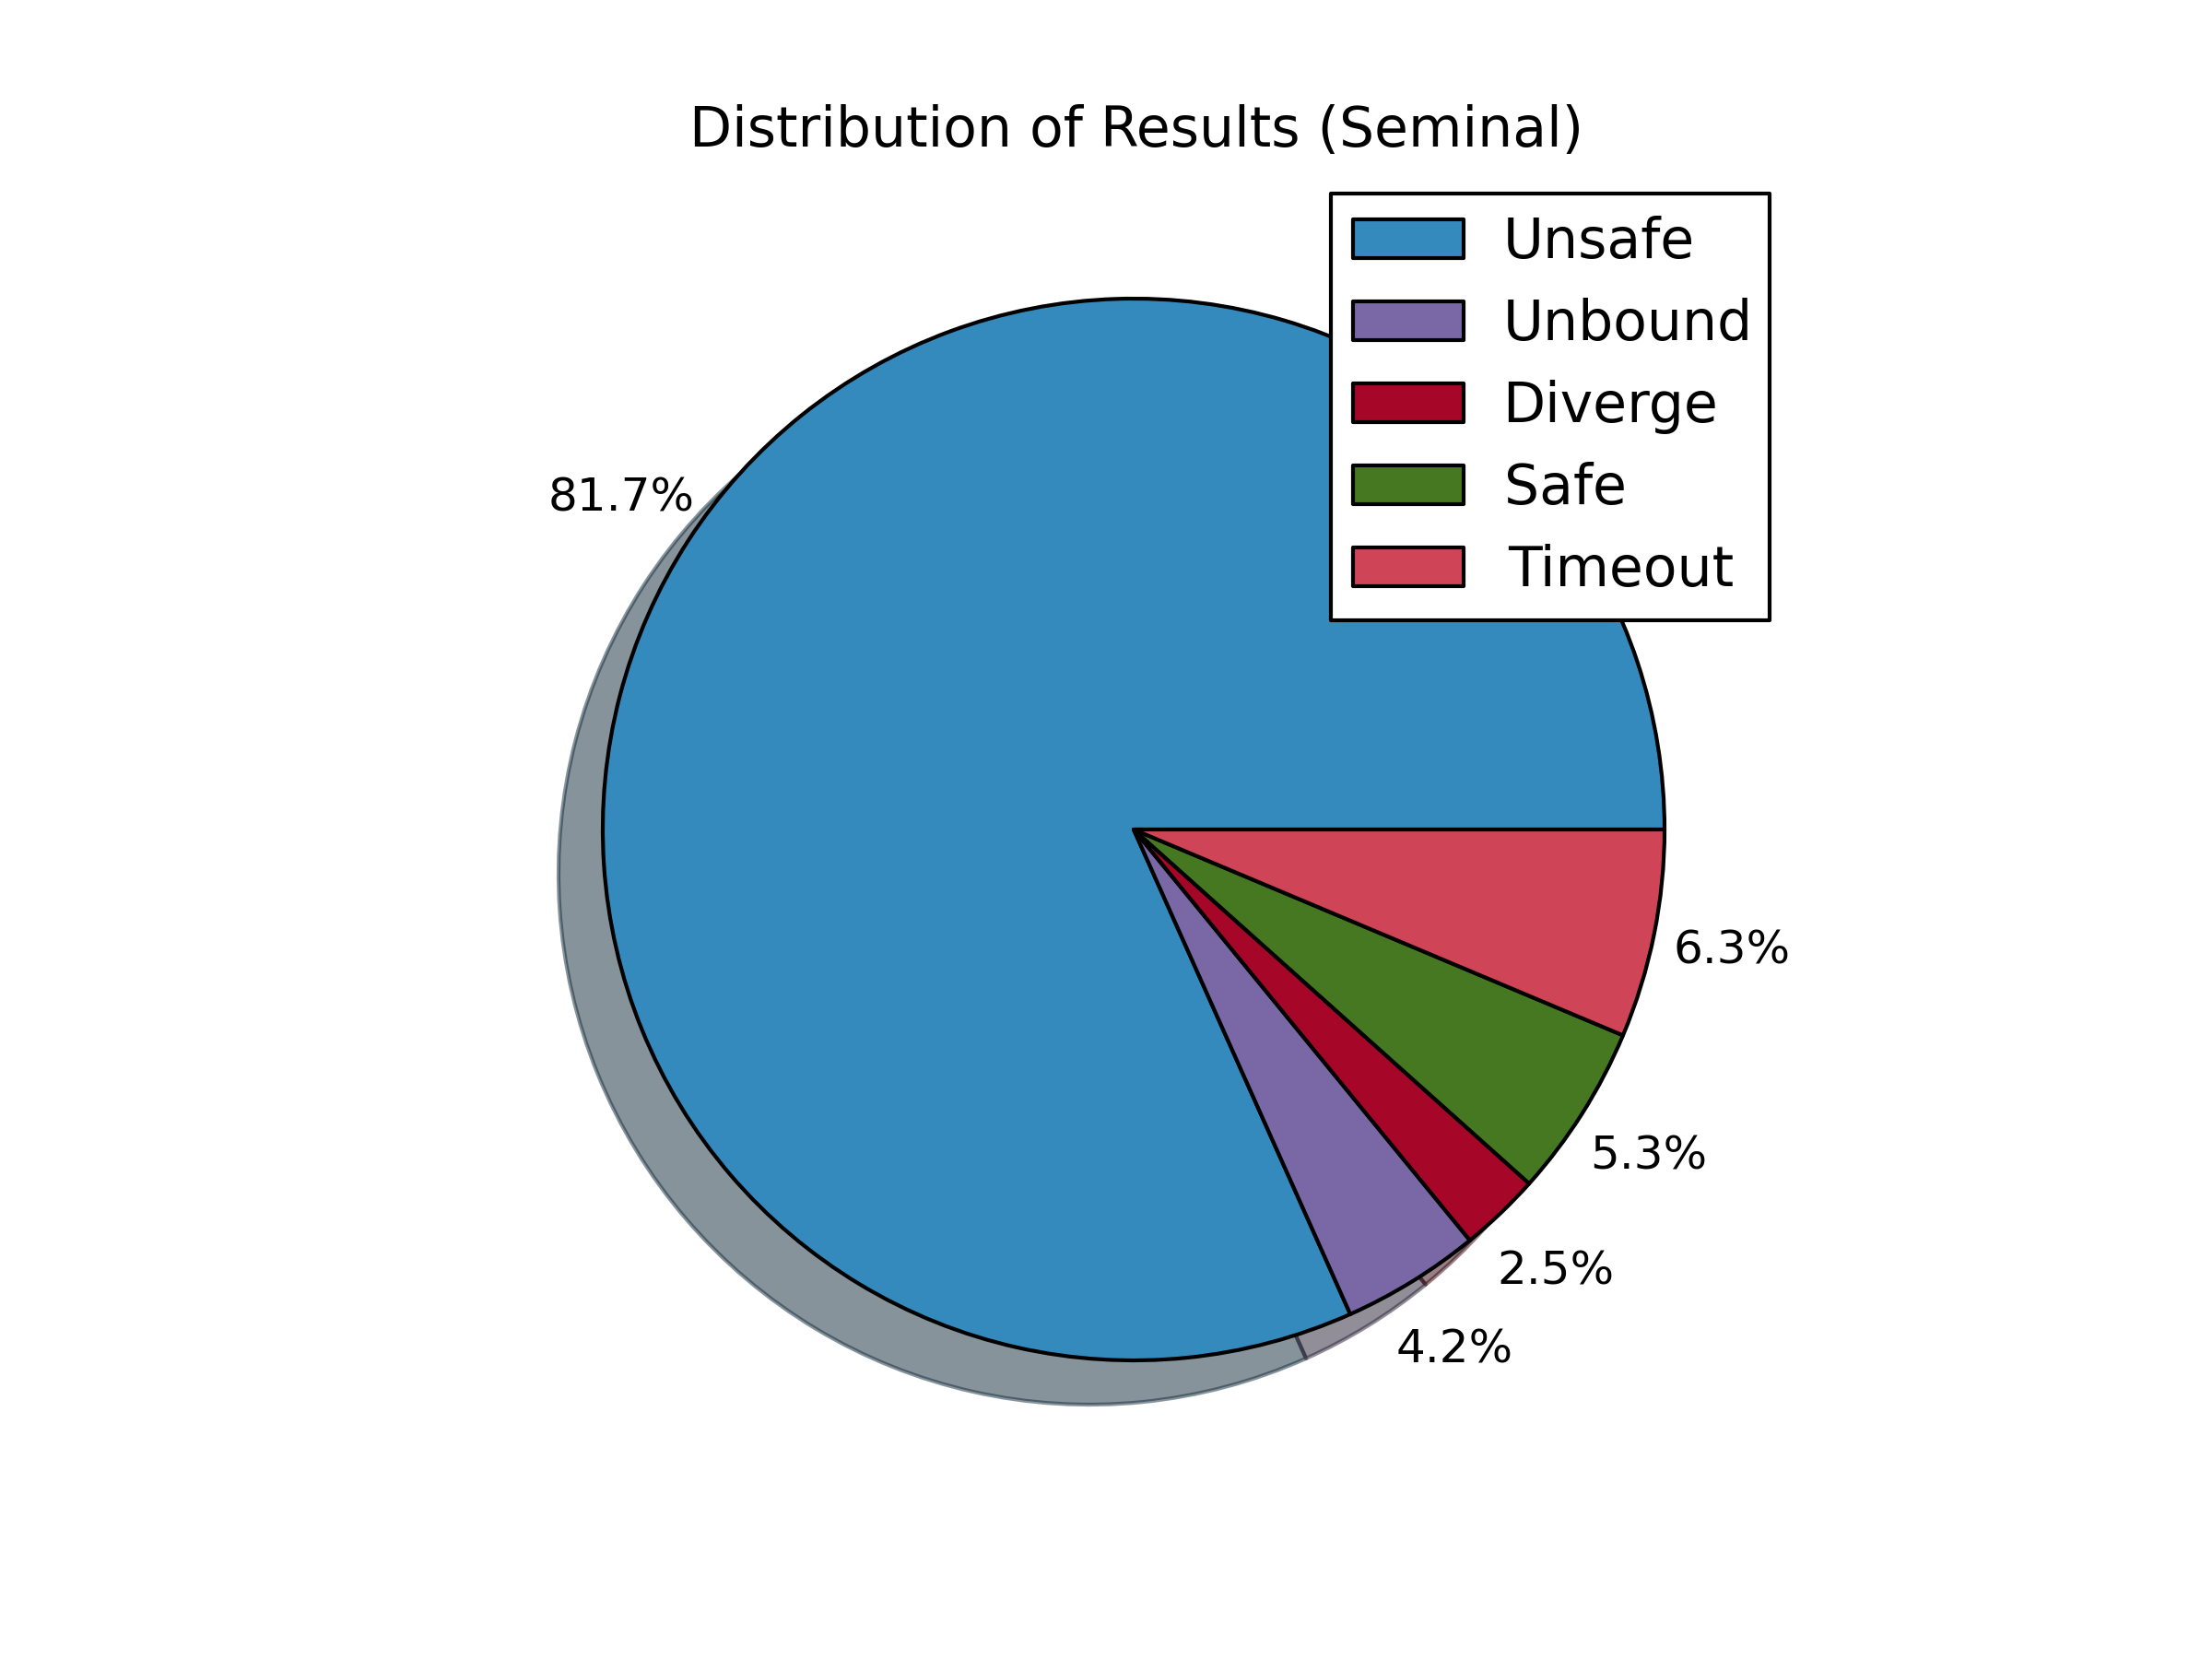 Distribution of Results (Seminal)
Unsafe
Unbound
Diverge
Safe
Timeout
81.7%
6.3%
5.3%
2.5%
4.2%